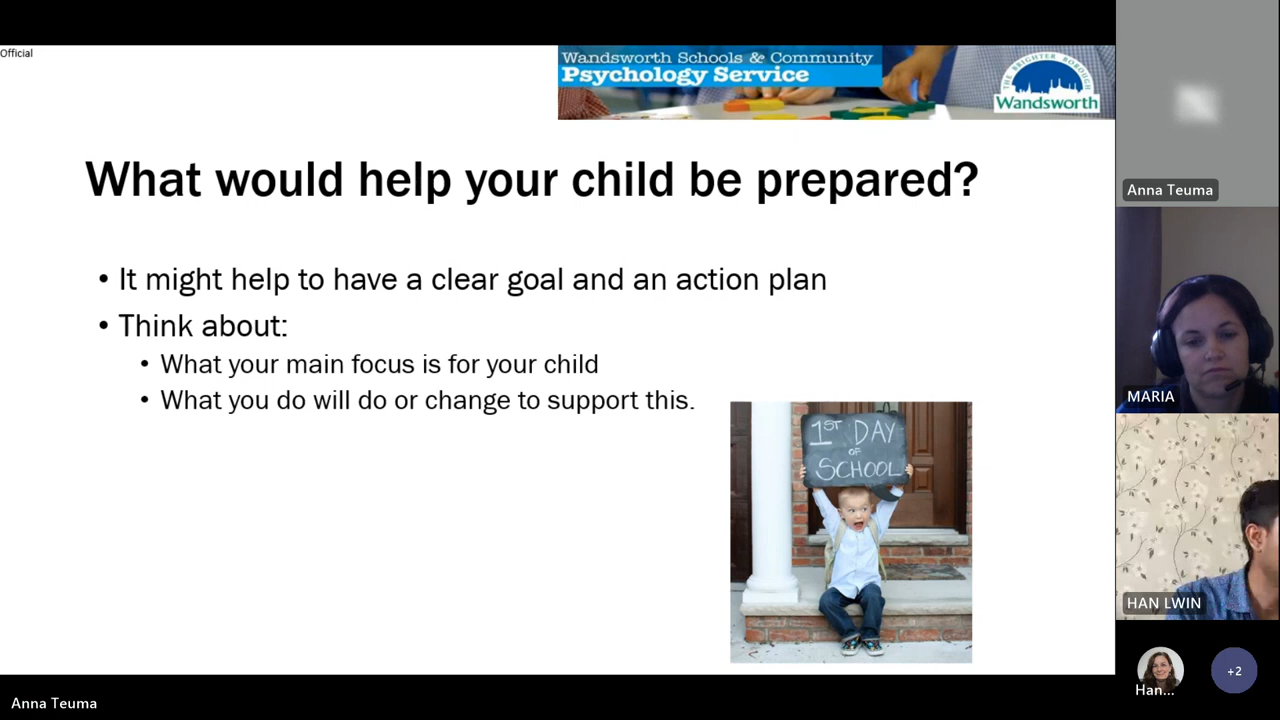 Official
Wandsworth Schools & Community
Psychology Service
THE BRIGHTER BOROUGH
Wandsworth
What would help your child be prepared?
• It might help to have a clear goal and an action plan
• Think about:
• What your main focus is for your child
• What you do will do or change to support this.
1ST DAY
OF
SCHOOL
Anna Teuma
MARIA
HAN LWIN
Han...
+2
Anna Teuma